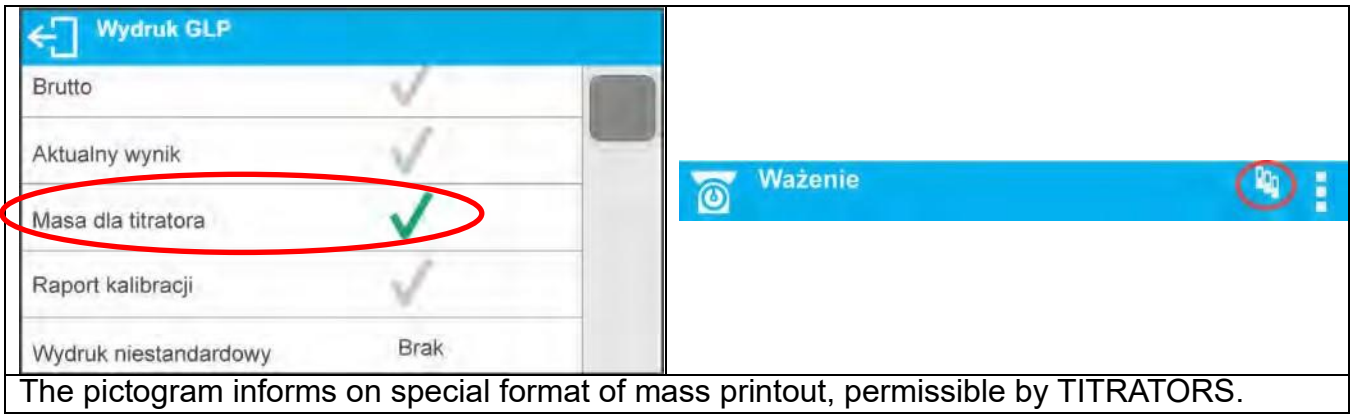 Wydruk GLP
Brutto
Aktualny wynik
Masa dla titratora
Raport kalibracji
Wydruk niestandardowy Brak
Ważenie
The pictogram informs on special format of mass printout, permissible by TITRATORS.